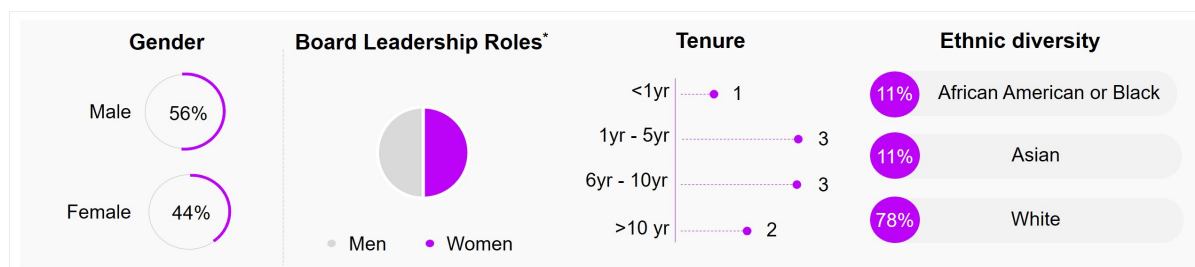 Gender
Male
56%
Female
44%
Board Leadership Roles*
Men
Women
Tenure
<1yr
1
1yr - 5yr
3
6yr - 10yr
3
>10 yr
2
Ethnic diversity
11%
African American or Black
11%
Asian
78%
White